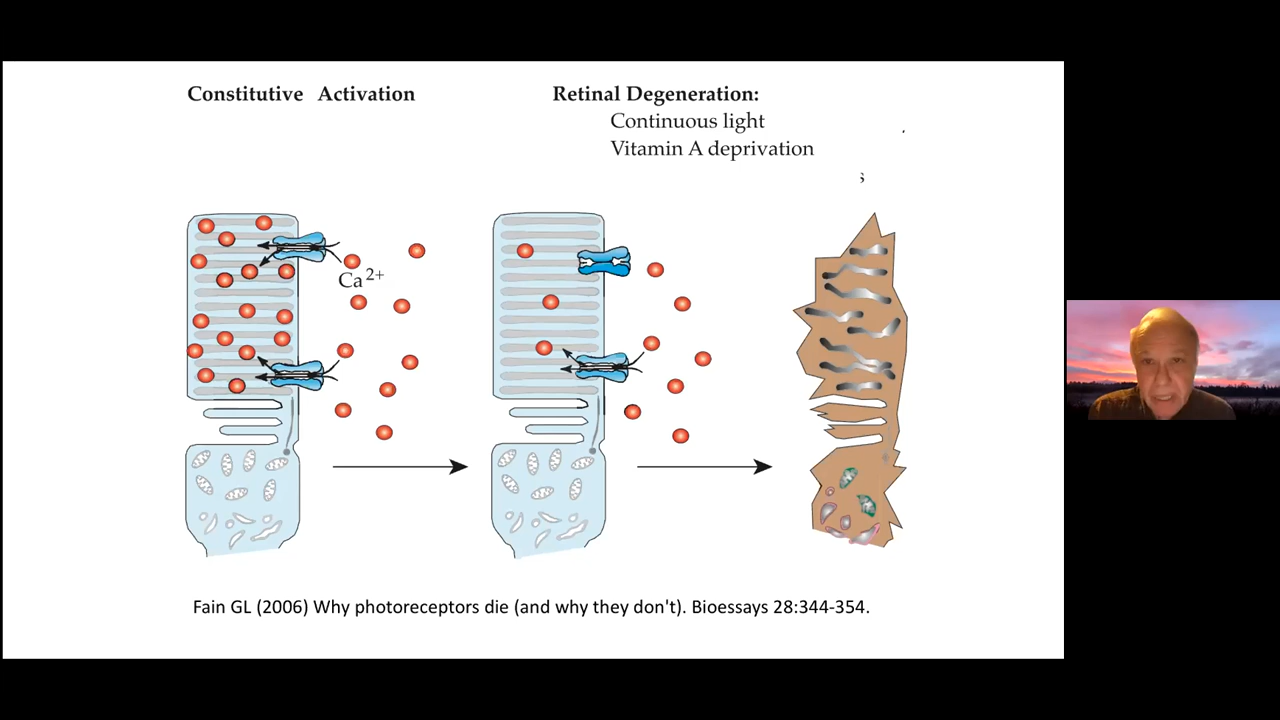 Constitutive Activation
Retinal Degeneration:
Continuous light
Vitamin A deprivation
s
Ca2+
Fain GL (2006) Why photoreceptors die (and why they don't). Bioessays 28:344-354.